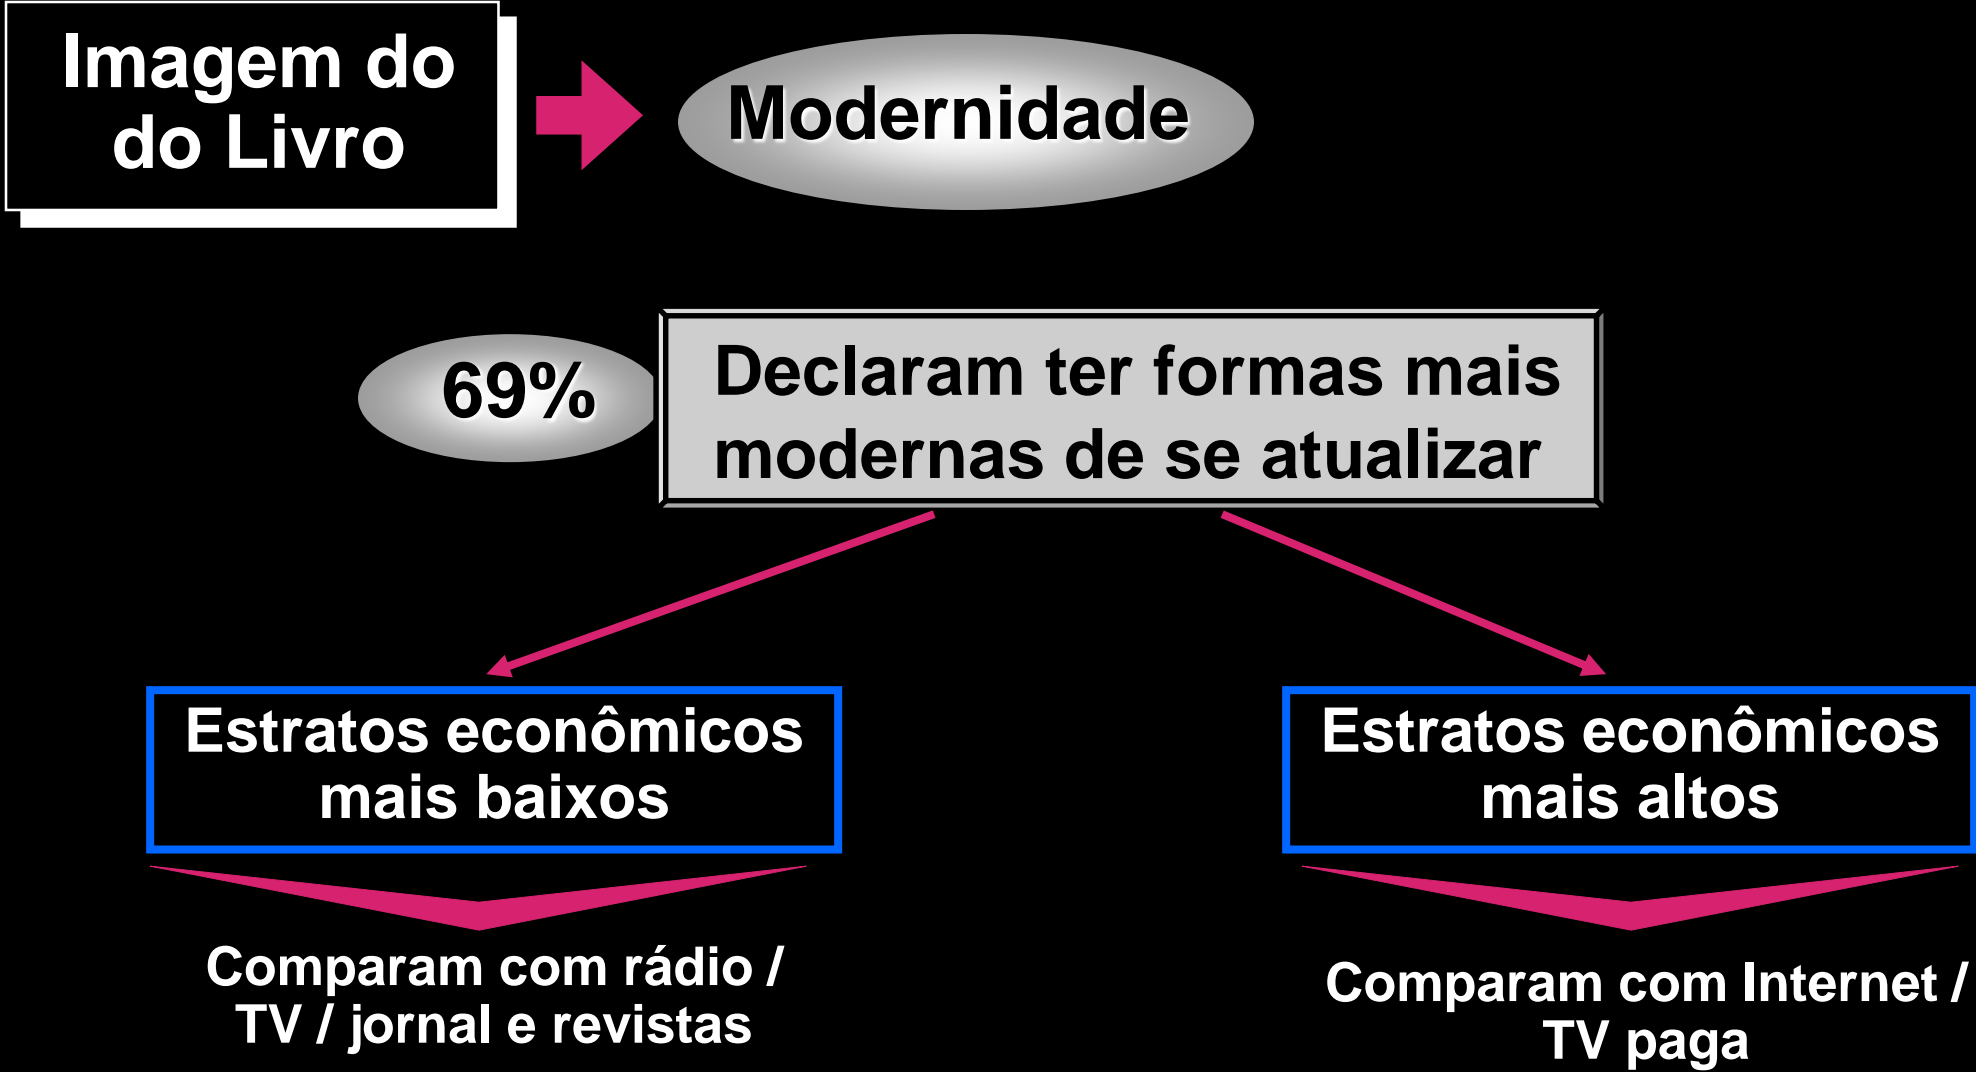 Imagem do
do Livro
Modernidade
69%
Declaram ter formas mais
modernas de se atualizar
Estratos econômicos
mais baixos
Estratos econômicos
mais altos
Comparam com rádio /
TV / jornal e revistas
Comparam com Internet /
TV paga